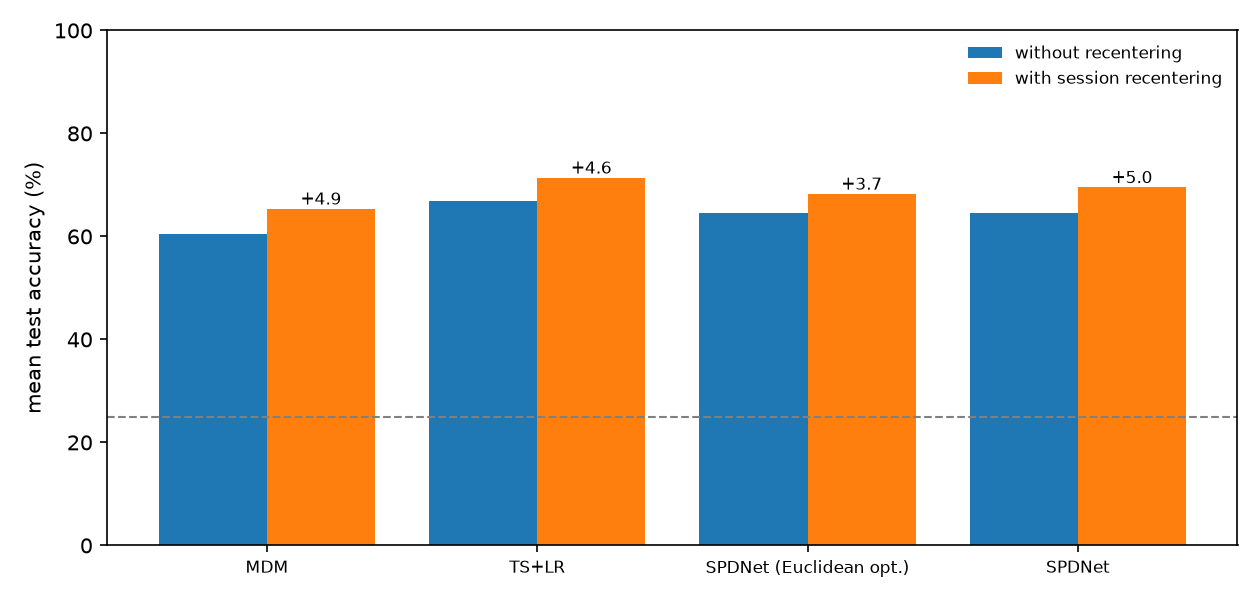 100
80
60
40
20
0
mean test accuracy (%)
without recentering
with session recentering
+4.9
+4.6
+3.7
+5.0
MDM
TS+LR
SPDNet (Euclidean opt.)
SPDNet